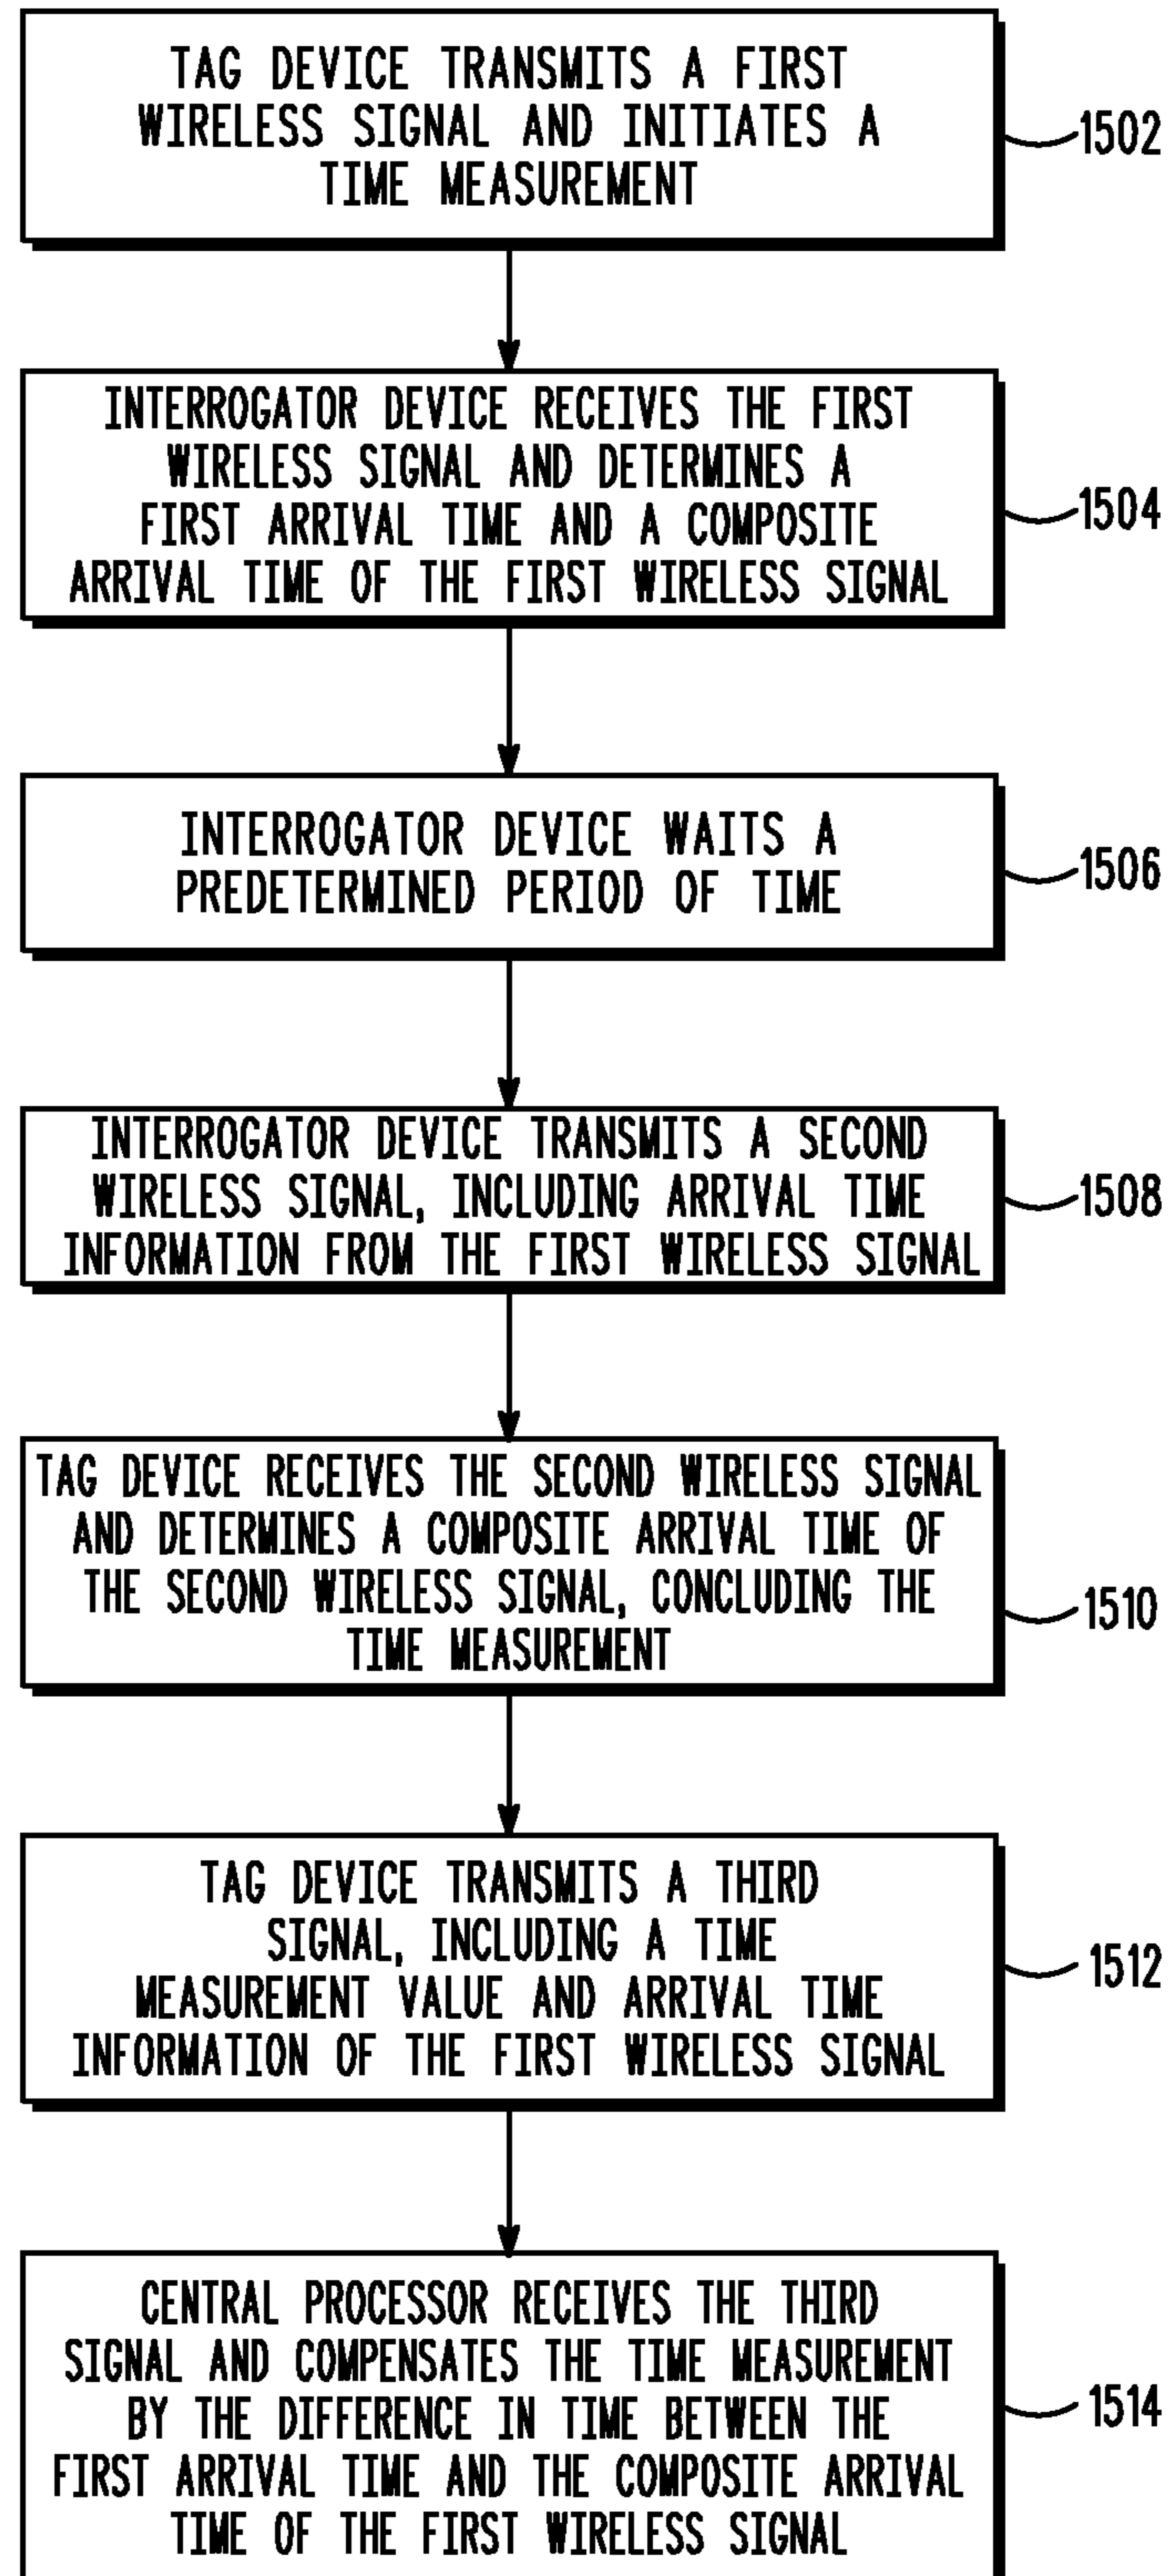 TAG DEVICE TRANSMITS A FIRST
WIRELESS SIGNAL AND INITIATES A
TIME MEASUREMENT
1502
INTERROGATOR DEVICE RECEIVES THE FIRST
WIRELESS SIGNAL AND DETERMINES A
FIRST ARRIVAL TIME AND A COMPOSITE
ARRIVAL TIME OF THE FIRST WIRELESS SIGNAL
1504
INTERROGATOR DEVICE WAITS A
PREDETERMINED PERIOD OF TIME
1506
INTERROGATOR DEVICE TRANSMITS A SECOND
WIRELESS SIGNAL, INCLUDING ARRIVAL TIME
INFORMATION FROM THE FIRST WIRELESS SIGNAL
1508
TAG DEVICE RECEIVES THE SECOND WIRELESS SIGNAL
AND DETERMINES A COMPOSITE ARRIVAL TIME OF
THE SECOND WIRELESS SIGNAL, CONCLUDING THE
TIME MEASUREMENT
1510
TAG DEVICE TRANSMITS A THIRD
SIGNAL, INCLUDING A TIME
MEASUREMENT VALUE AND ARRIVAL TIME
INFORMATION OF THE FIRST WIRELESS SIGNAL
1512
CENTRAL PROCESSOR RECEIVES THE THIRD
SIGNAL AND COMPENSATES THE TIME MEASUREMENT
BY THE DIFFERENCE IN TIME BETWEEN THE
FIRST ARRIVAL TIME AND THE COMPOSITE ARRIVAL
TIME OF THE FIRST WIRELESS SIGNAL
1514